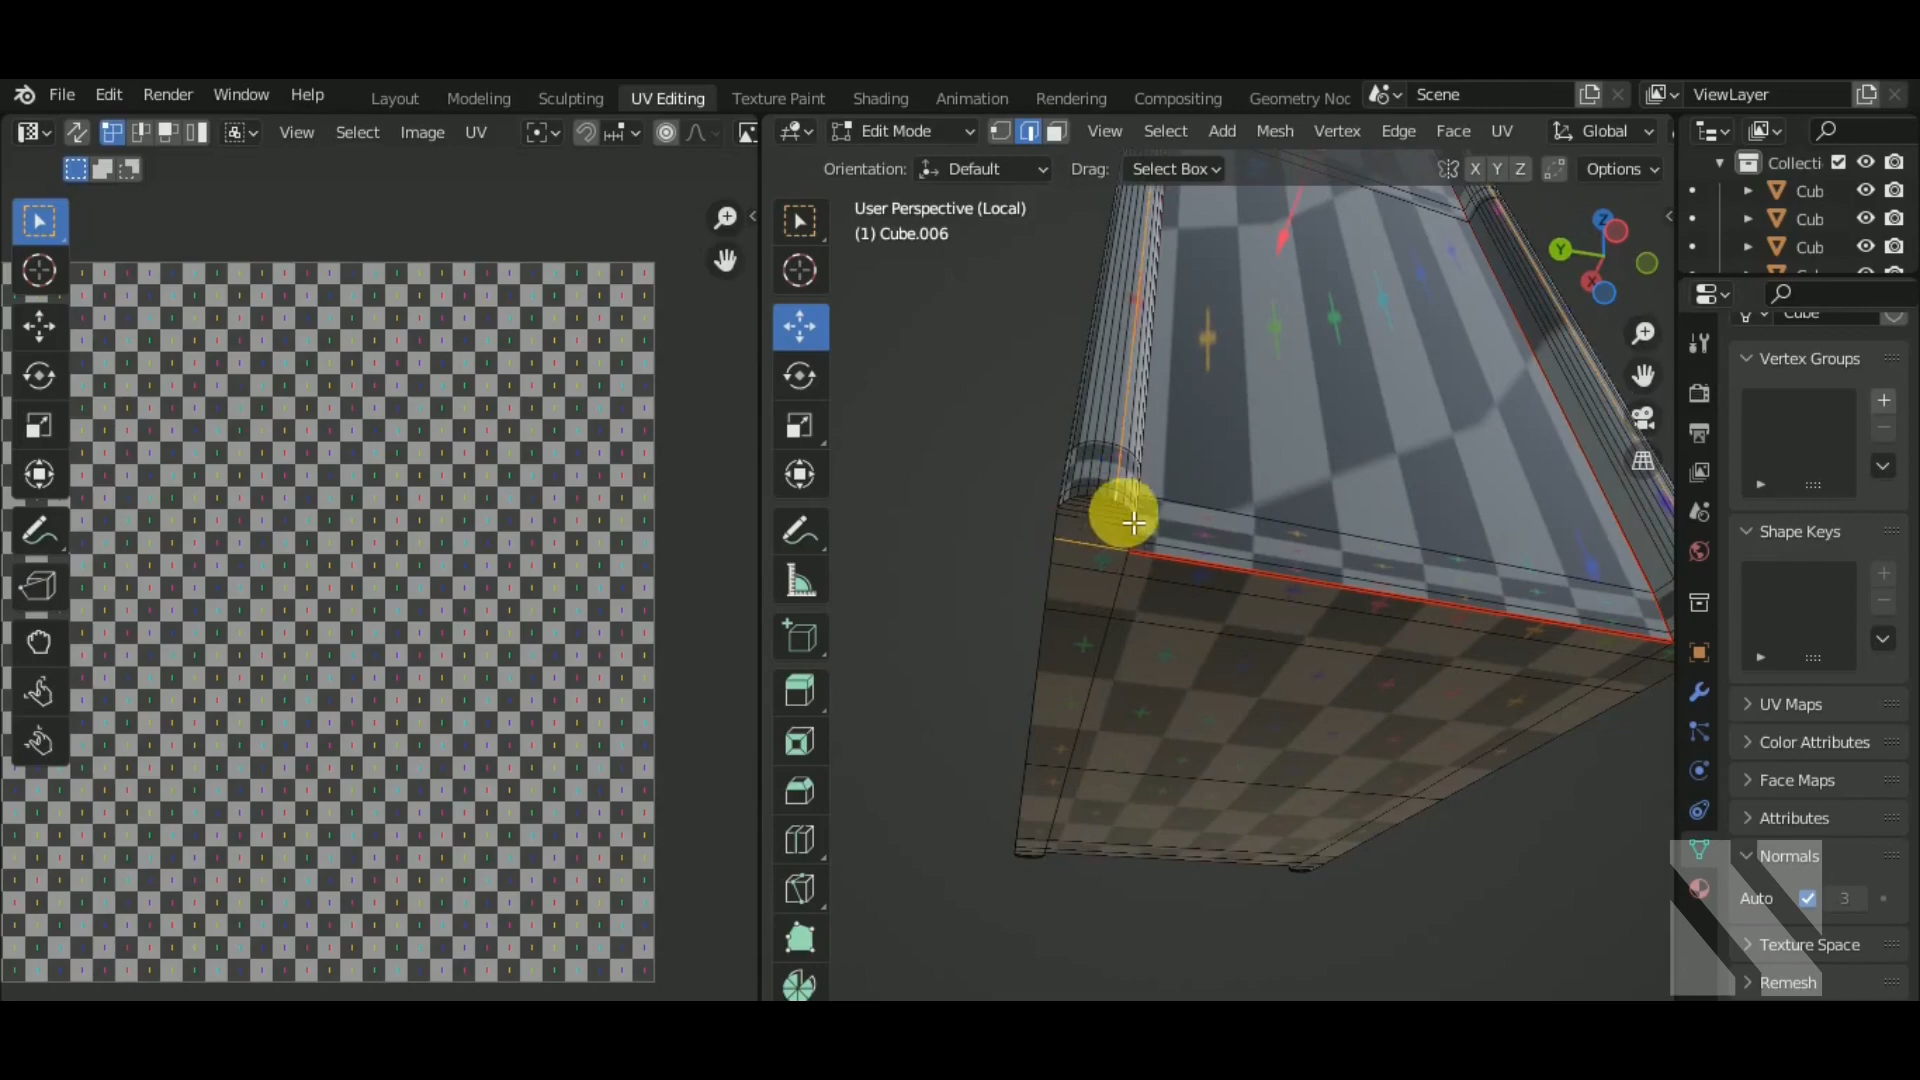 File Edit Render Window Help
Layout Modeling Sculpting UV Editing Texture Paint Shading Animation Rendering Compositing Geometry Noc
Scene
ViewLayer
View Select Image UV
Edit Mode
View Select Add Mesh Vertex Edge Face UV
Global
Orientation: Default Drag: Select Box
X Y Z
Options
Collecti
Cub
Cub
Cub
User Perspective (Local)
(1) Cube.006
Z
Y
X
Cube
Vertex Groups
Shape Keys
UV Maps
Color Attributes
Face Maps
Attributes
Normals
Auto 3
Texture Space
Remesh